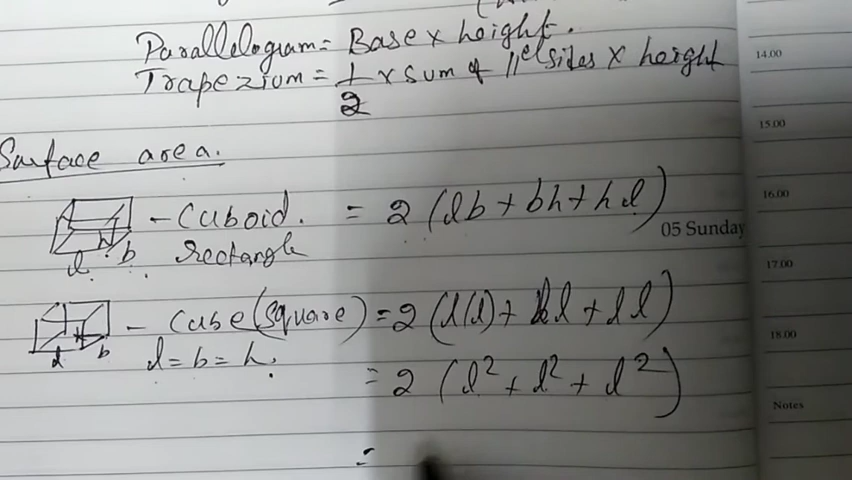 Parallelogram = Base x height.
Trapezium = 1/2 x sum of ||el sides x height
14.00
15.00
Surface area.
- Cuboid. = 2 (lb + bh + hl)
16.00
l h b rectangle
05 Sunday
17.00
- Cube (square) = 2 (l(l) + ll + ll)
18.00
l b l = b = h.
= 2 (l² + l² + l²)
Notes
=